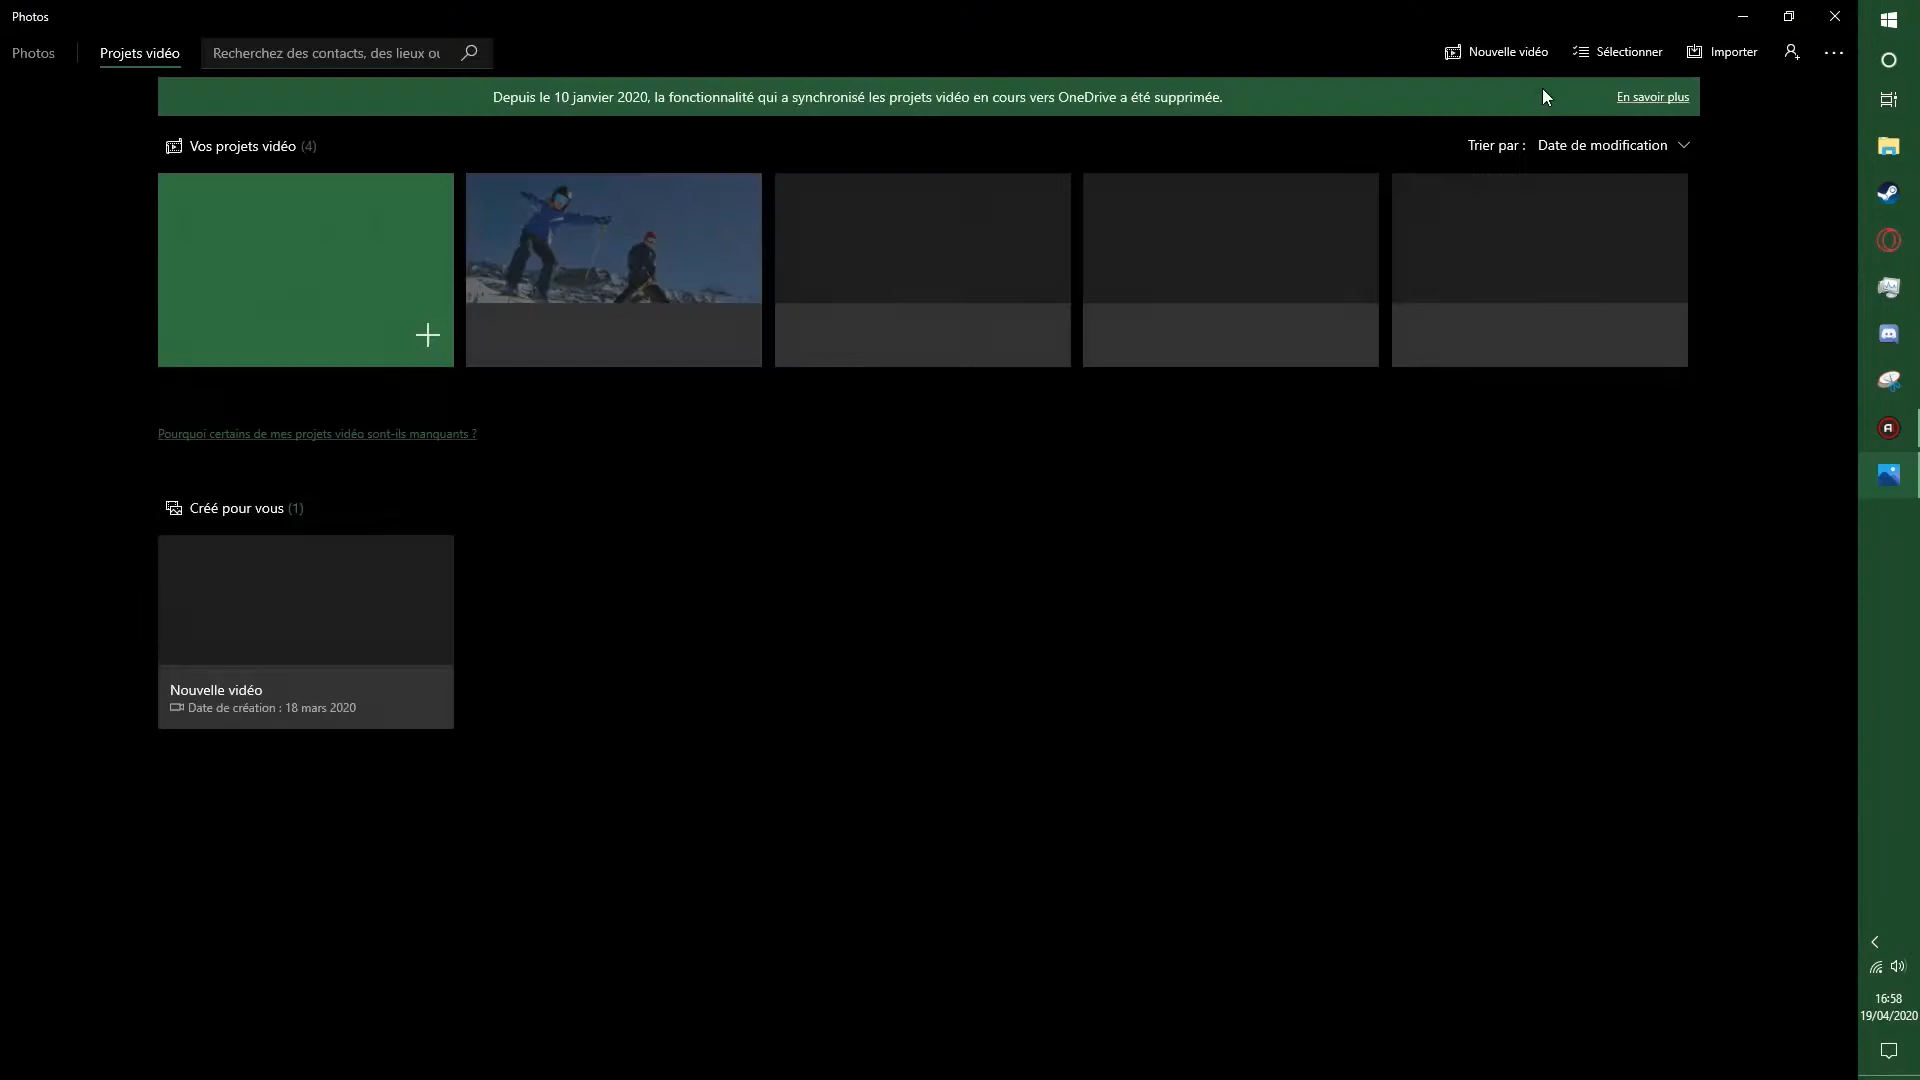 Photos
Photos
Projets vidéo
Recherchez des contacts, des lieux ou
Nouvelle vidéo
Sélectionner
Importer
Depuis le 10 janvier 2020, la fonctionnalité qui a synchronisé les projets vidéo en cours vers OneDrive a été supprimée.
En savoir plus
Vos projets vidéo (4)
Trier par : Date de modification
Pourquoi certains de mes projets vidéo sont-ils manquants ?
Créé pour vous (1)
Nouvelle vidéo
Date de création : 18 mars 2020
16:58
19/04/2020